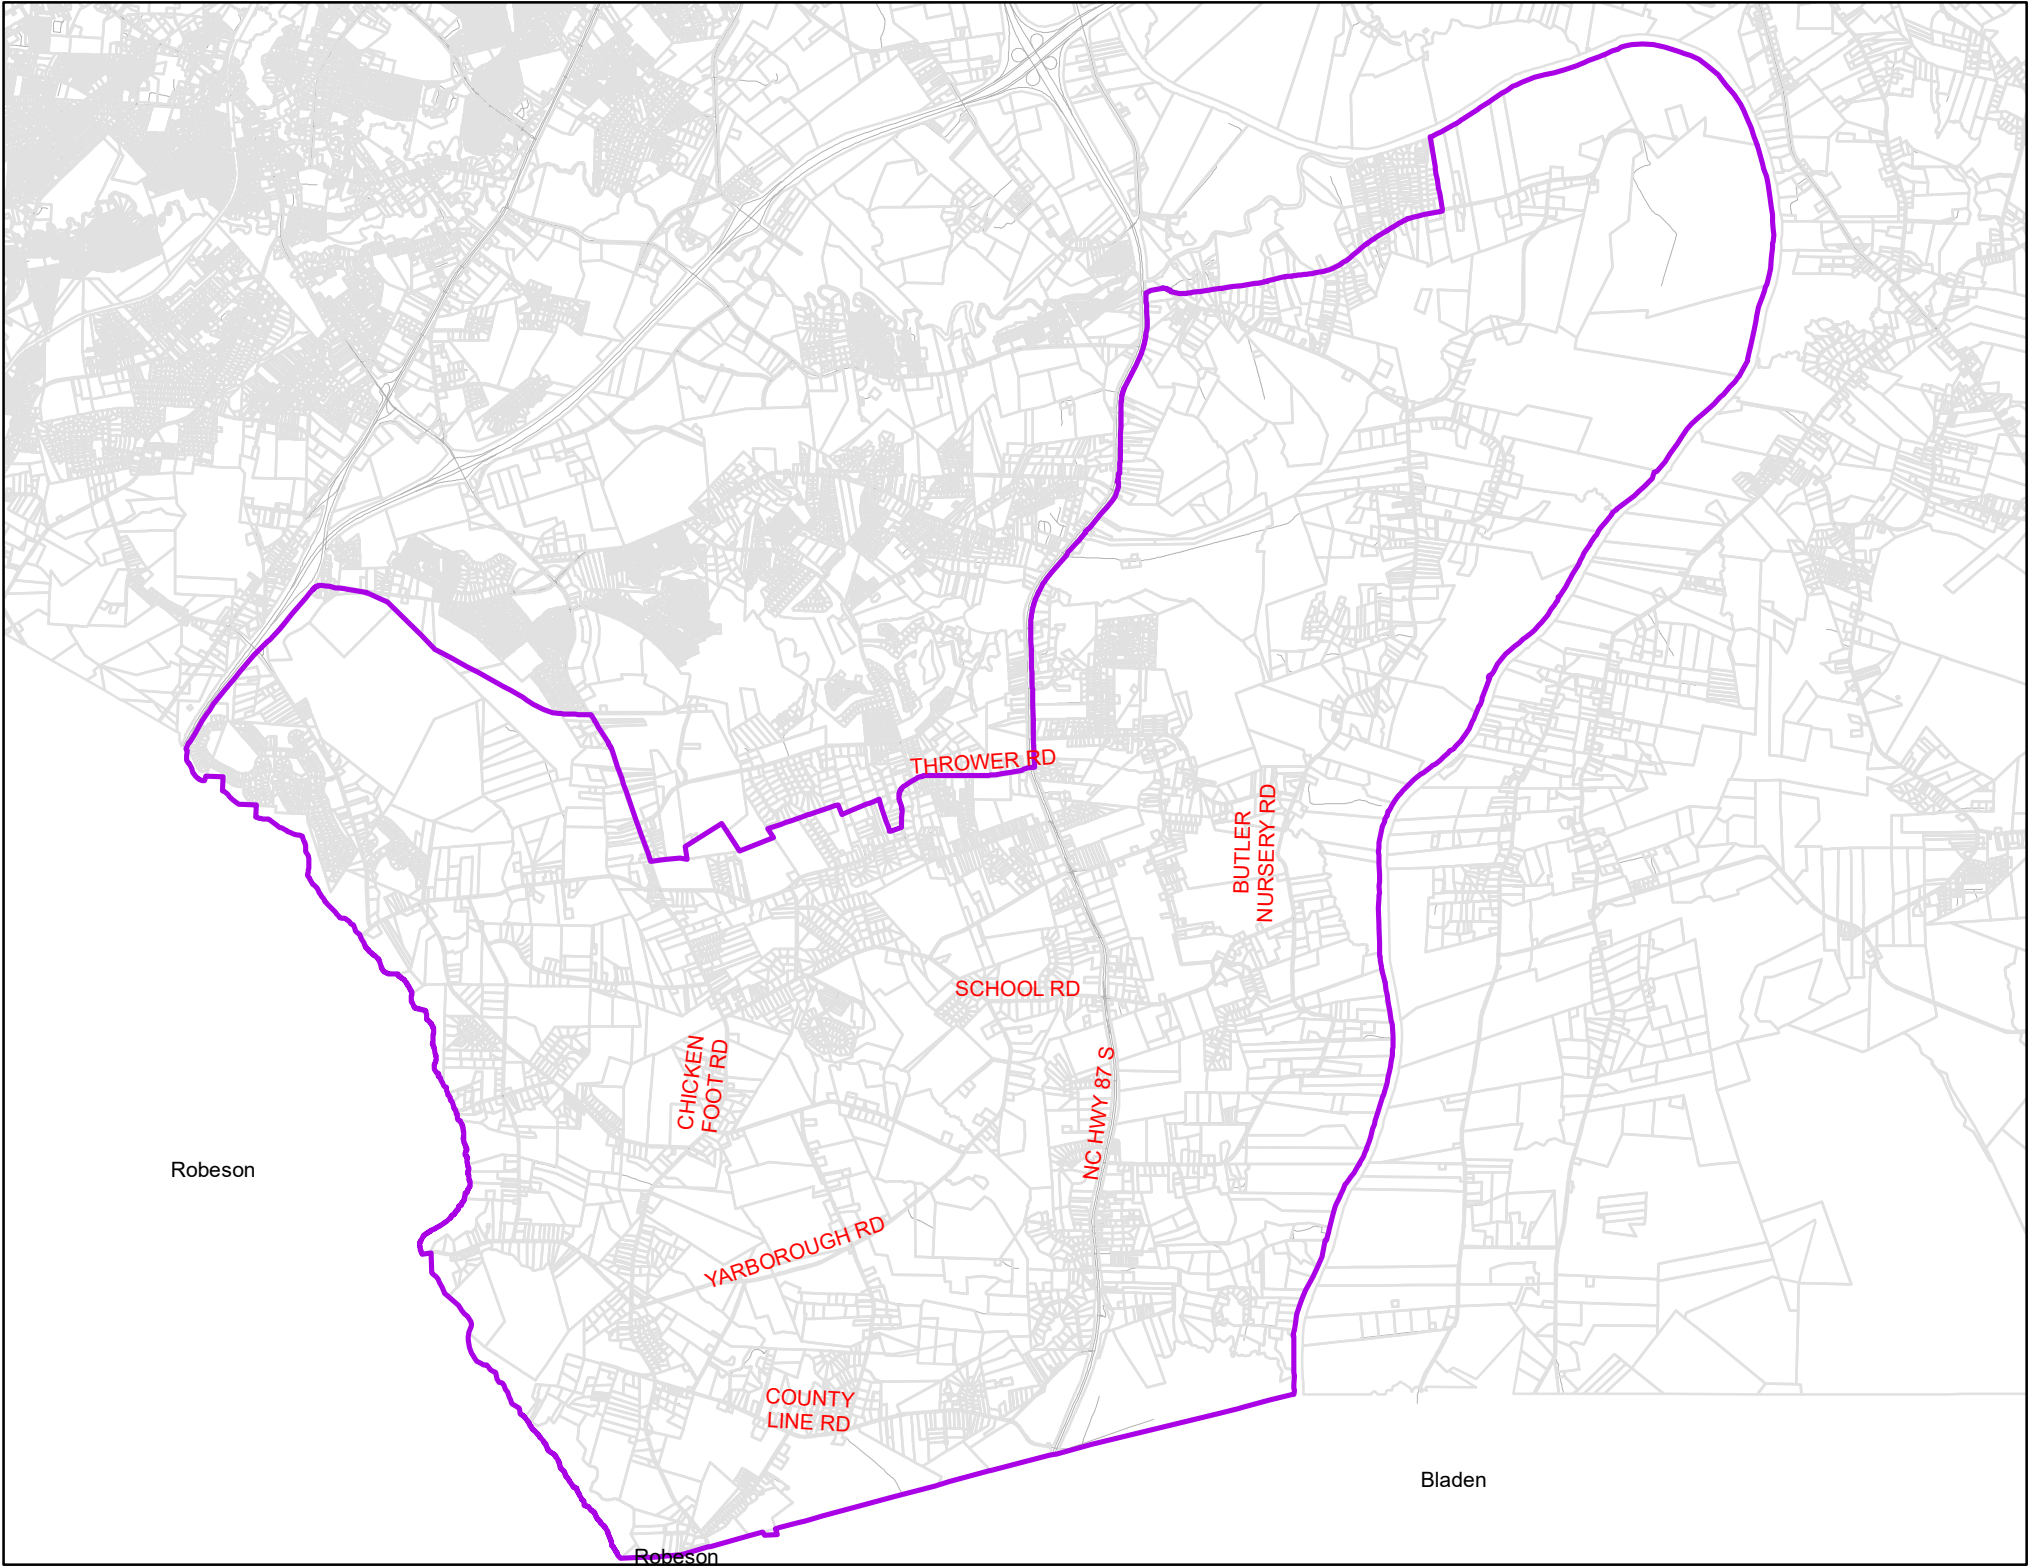 THROWER RD
BUTLER
NURSERY RD
SCHOOL RD
CHICKEN
FOOT RD
NC HWY 87 S
Robeson
YARBOROUGH RD
COUNTY
LINE RD
Bladen
Robeson